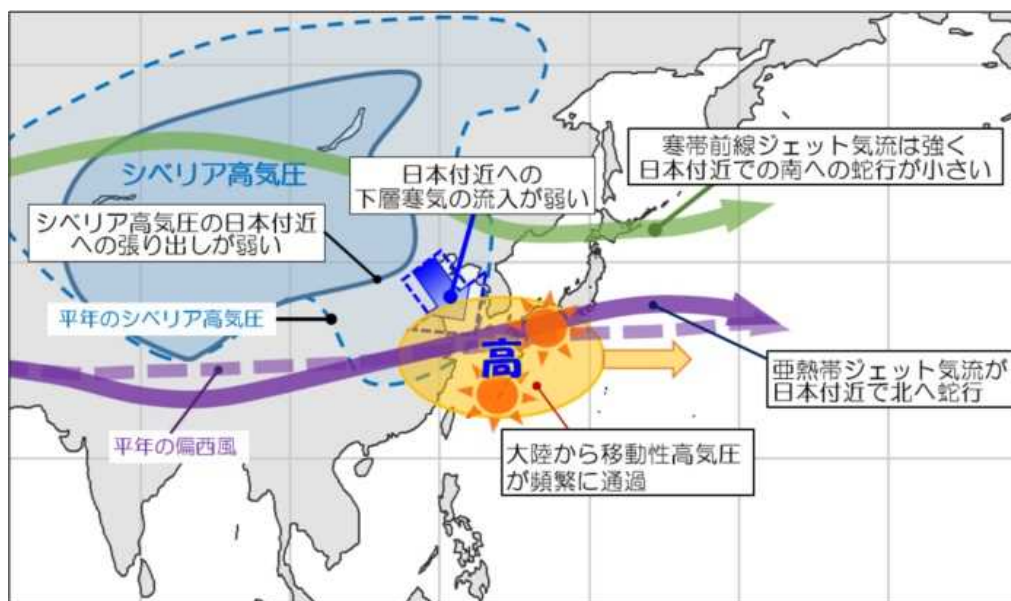 寒帯前線ジェット気流は強く
日本付近での南への蛇行が小さい
日本付近への
下層寒気の流入が弱い
シベリア高気圧
シベリア高気圧の日本付近
への張り出しが弱い
平年のシベリア高気圧
高
亜熱帯ジェット気流が
日本付近で北へ蛇行
平年の偏西風
大陸から移動性高気圧
が頻繁に通過